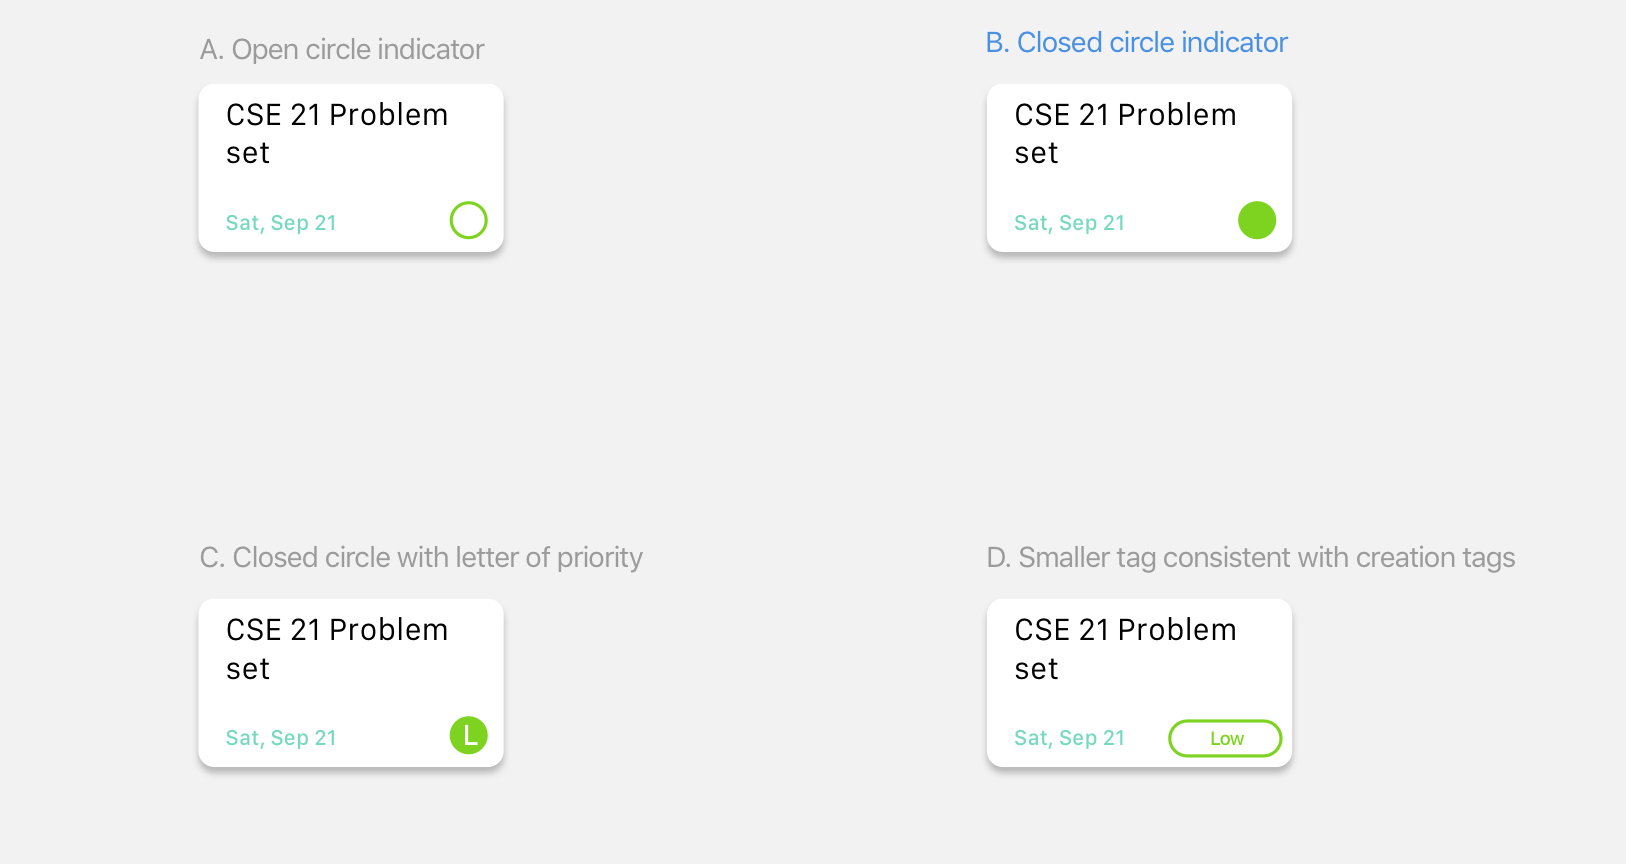 A. Open circle indicator
CSE 21 Problem
set
Sat, Sep 21
B. Closed circle indicator
CSE 21 Problem
set
Sat, Sep 21
C. Closed circle with letter of priority
CSE 21 Problem
set
Sat, Sep 21
L
D. Smaller tag consistent with creation tags
CSE 21 Problem
set
Sat, Sep 21
Low